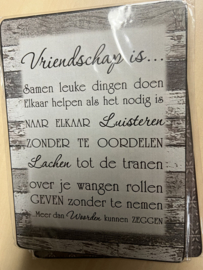 Vriendschap is...
Samen leuke dingen doen
Elkaar helpen als het nodig is
NAAR ELKAAR Luisteren
ZONDER TE OORDELEN
Lachen tot de tranen
over je wangen rollen
GEVEN zonder te nemen
Meer dan Woorden kunnen ZEGGEN